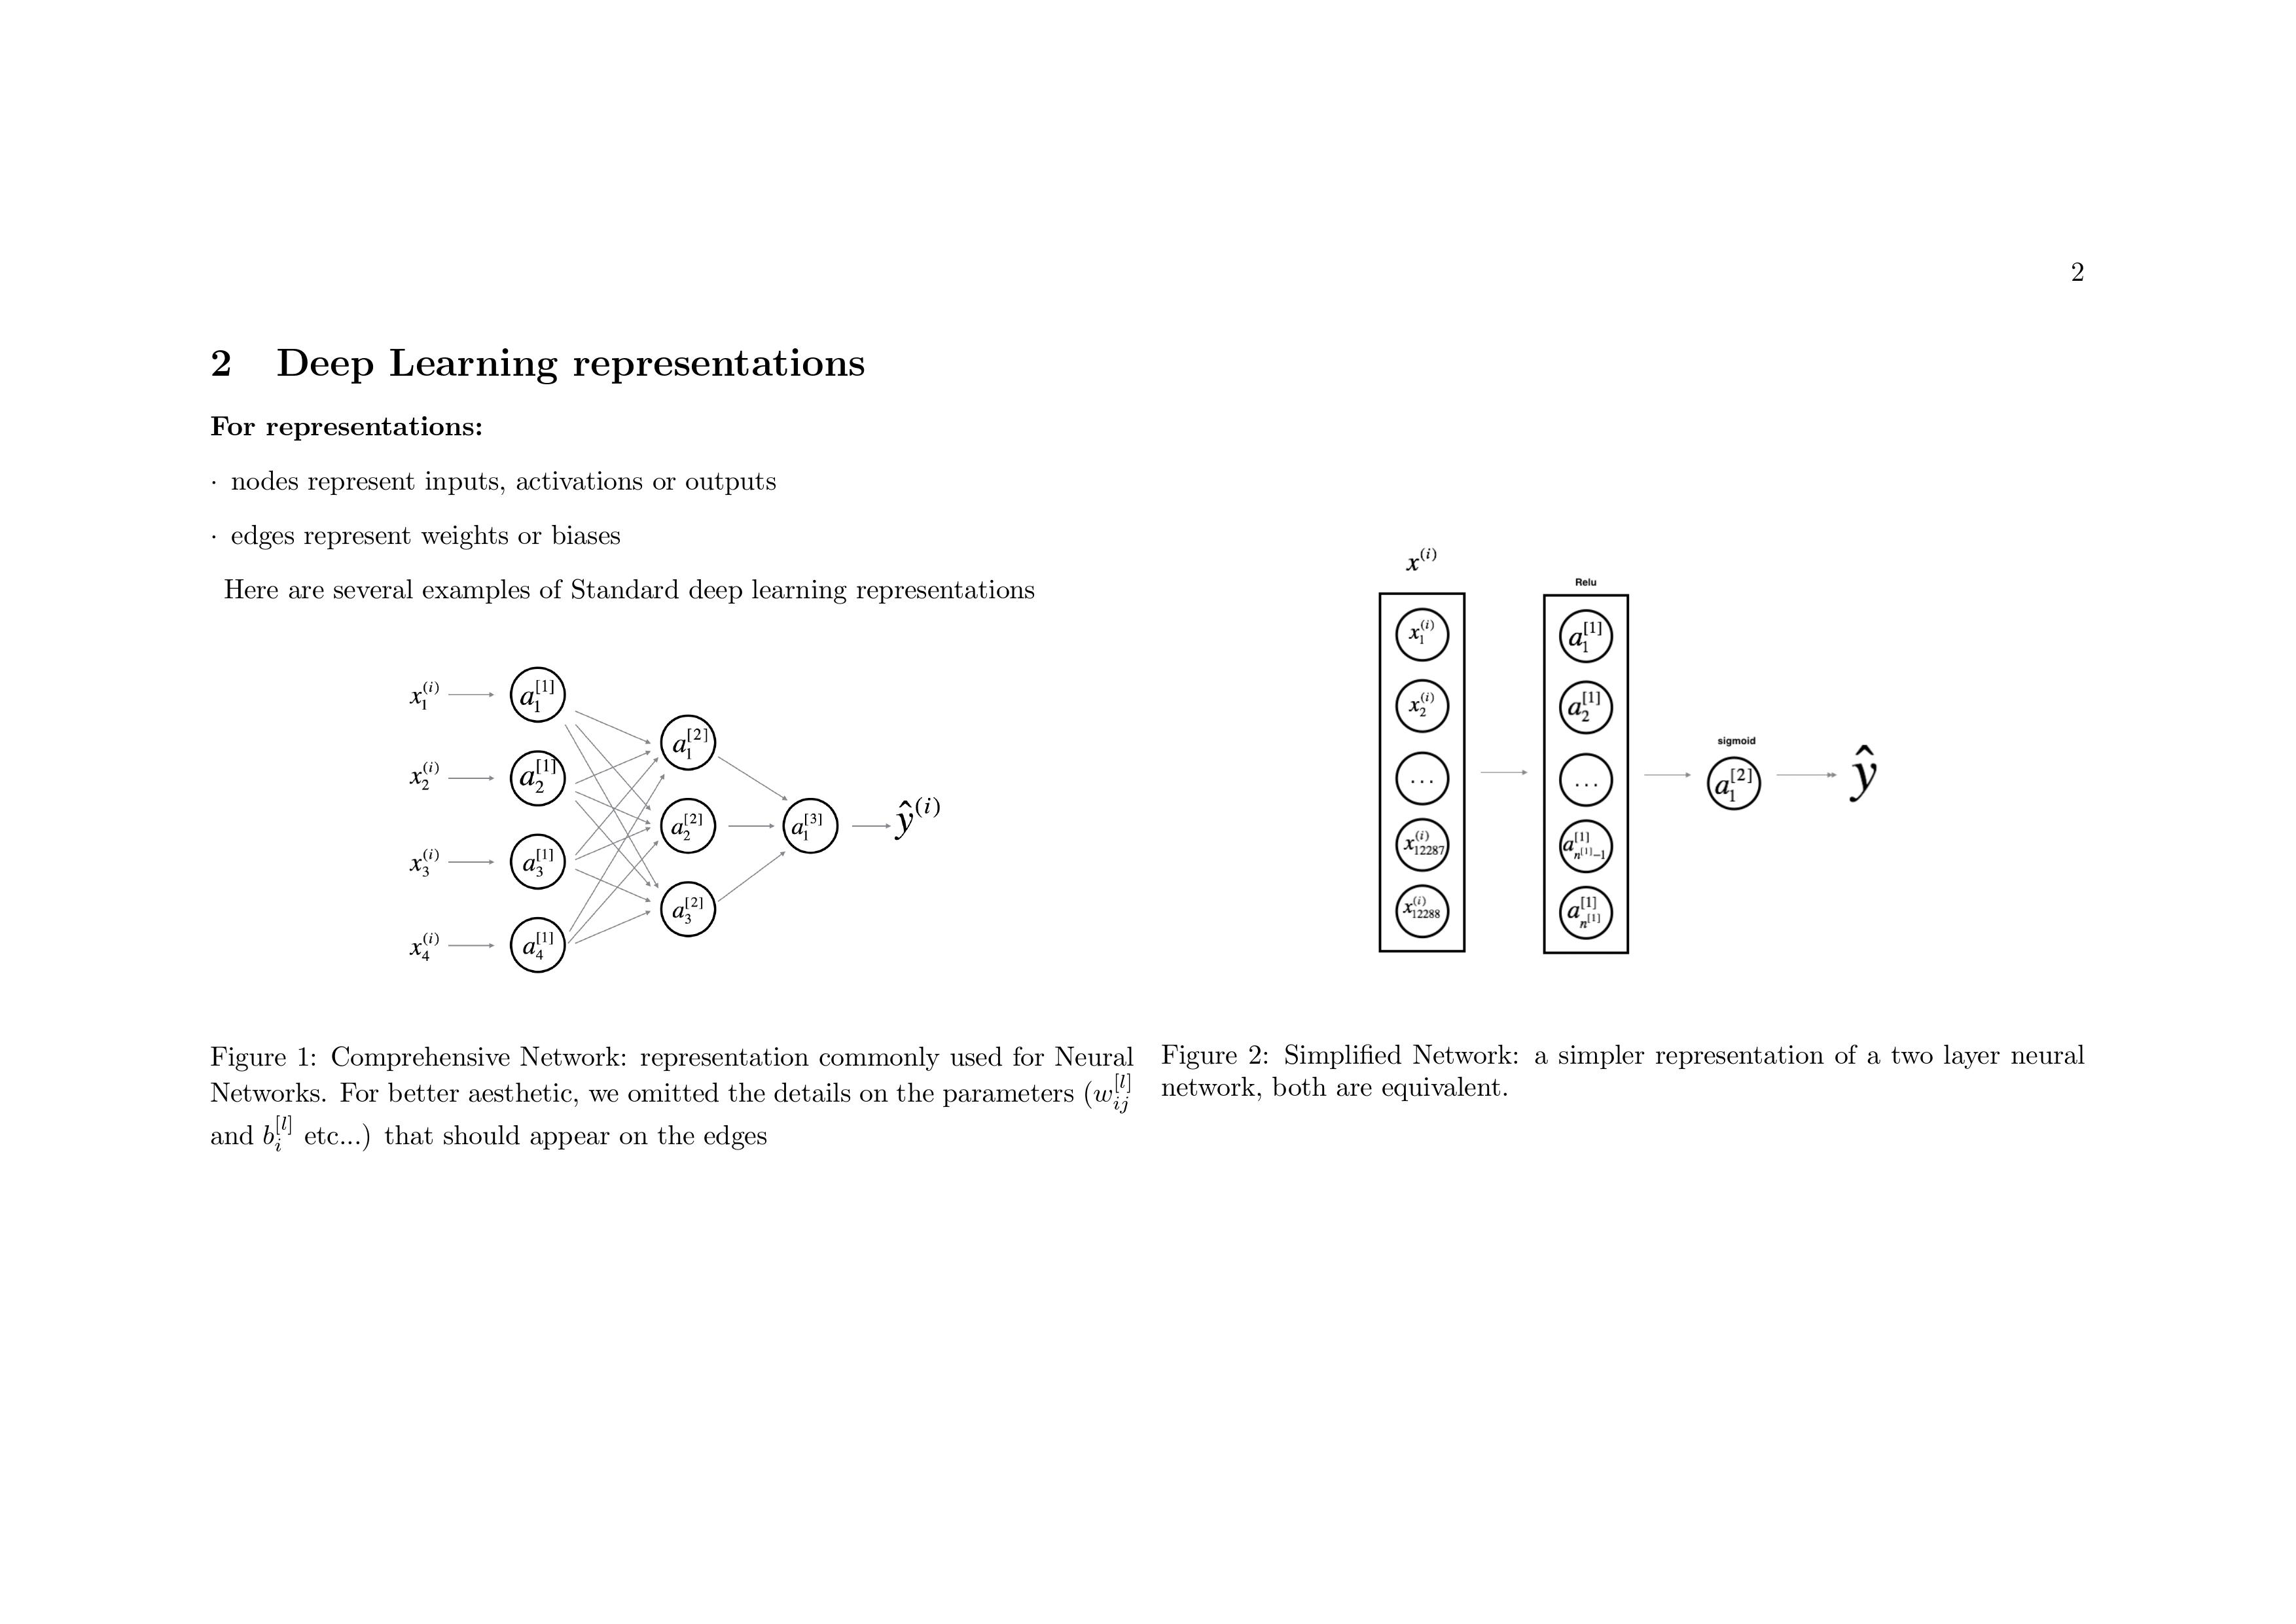 2
2 Deep Learning representations
For representations:
· nodes represent inputs, activations or outputs
· edges represent weights or biases
Here are several examples of Standard deep learning representations
x_1^{(i)}
a_1^{[1]}
x_2^{(i)}
a_2^{[1]}
x_3^{(i)}
a_3^{[1]}
x_4^{(i)}
a_4^{[1]}
a_1^{[2]}
a_2^{[2]}
a_3^{[2]}
a_1^{[3]}
ŷ^{(i)}
Figure 1: Comprehensive Network: representation commonly used for Neural
Networks. For better aesthetic, we omitted the details on the parameters (w_{ij}^{[l]}
and b_i^{[l]} etc...) that should appear on the edges
x^{(i)}
x_1^{(i)}
x_2^{(i)}
...
x_{12287}^{(i)}
x_{12288}^{(i)}
Relu
a_1^{[1]}
a_2^{[1]}
...
a_{n^{[1]}-1}^{[1]}
a_{n^{[1]}}^{[1]}
sigmoid
a_1^{[2]}
ŷ
Figure 2: Simplified Network: a simpler representation of a two layer neural
network, both are equivalent.